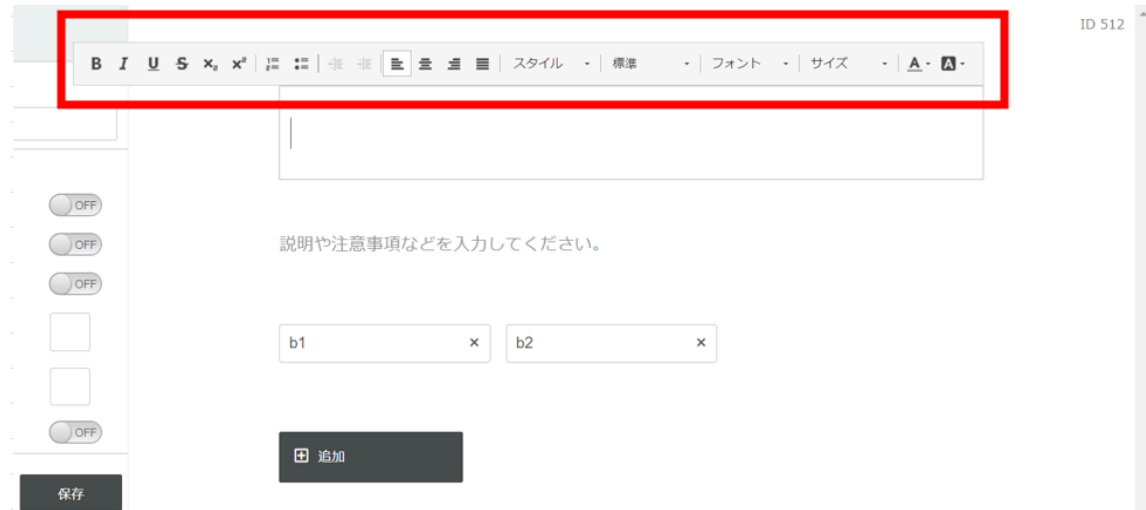 ID 512
B I U S x₂ x² スタイル 標準 フォント サイズ A A
OFF
OFF
説明や注意事項などを入力してください。
OFF
b1 × b2 ×
OFF
追加
保存